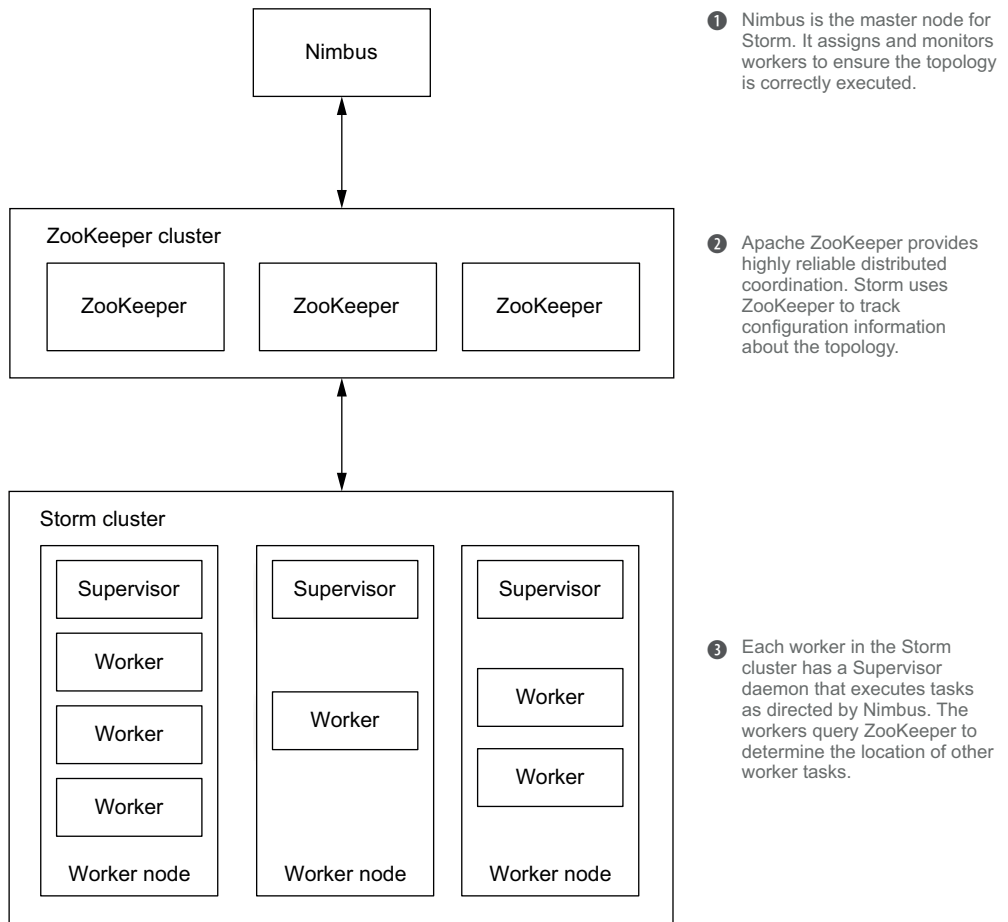 Nimbus
❶ Nimbus is the master node for
Storm. It assigns and monitors
workers to ensure the topology
is correctly executed.
ZooKeeper cluster
ZooKeeper
ZooKeeper
ZooKeeper
❷ Apache ZooKeeper provides
highly reliable distributed
coordination. Storm uses
ZooKeeper to track
configuration information
about the topology.
Storm cluster
Supervisor
Worker
Worker
Worker
Worker node
Supervisor
Worker
Worker node
Supervisor
Worker
Worker
Worker node
❸ Each worker in the Storm
cluster has a Supervisor
daemon that executes tasks
as directed by Nimbus. The
workers query ZooKeeper to
determine the location of other
worker tasks.